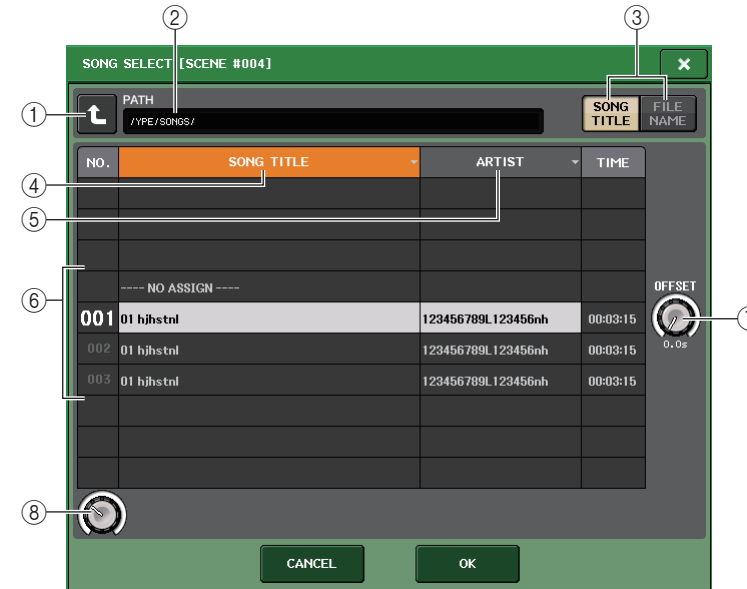 ②
③
SONG SELECT [SCENE #004]
①
PATH
/YPE/SONGS/
SONG TITLE
FILE NAME
NO.
SONG TITLE
ARTIST
TIME
④
⑤
⑥
---- NO ASSIGN ----
001 01 hjhstnl 123456789L123456nh 00:03:15
002 01 hjhstnl 123456789L123456nh 00:03:15
003 01 hjhstnl 123456789L123456nh 00:03:15
OFFSET
0.0s
⑧
CANCEL
OK